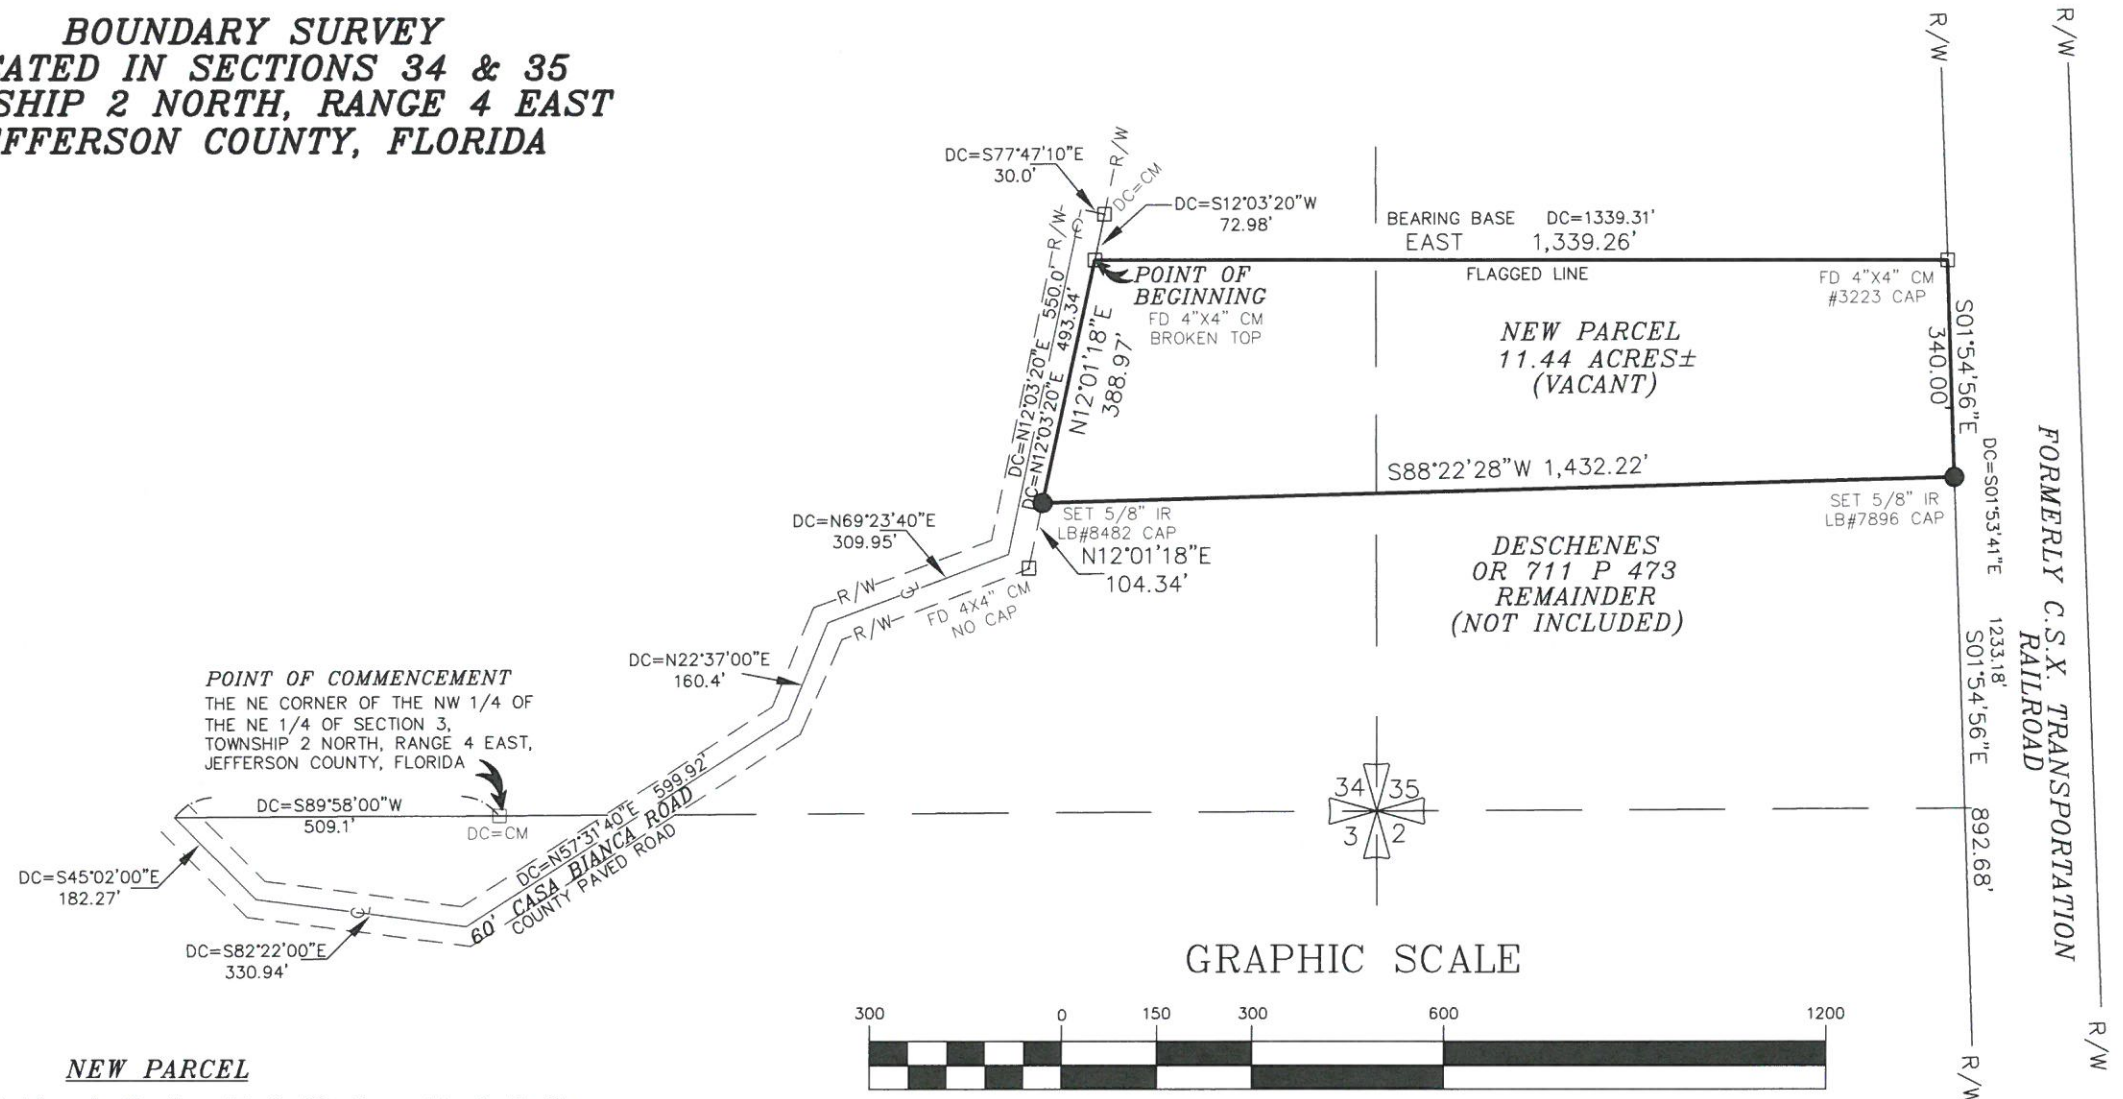 BOUNDARY SURVEY
ATED IN SECTIONS 34 & 35
SHIP 2 NORTH, RANGE 4 EAST
FFERSON COUNTY, FLORIDA
R/W
R/W
DC=S77°47'10"E
30.0'
R/W
DC=CM
DC=S12°03'20"W
72.98'
BEARING BASE DC=1339.31'
EAST 1,339.26'
FLAGGED LINE
POINT OF
BEGINNING
FD 4"X4" CM
BROKEN TOP
FD 4"X4" CM
#3223 CAP
R/W
DC=N12°03'20"E 550.0'
DC=N12°03'20"E 493.34'
N12°01'18"E
388.97'
NEW PARCEL
11.44 ACRES±
(VACANT)
S01°54'56"E
340.00'
S88°22'28"W 1,432.22'
SET 5/8" IR
LB#8482 CAP
SET 5/8" IR
LB#7896 CAP
N12°01'18"E
104.34'
DC=N69°23'40"E
309.95'
R/W
R/W
FD 4X4" CM
NO CAP
DESCHENES
OR 711 P 473
REMAINDER
(NOT INCLUDED)
DC=S01°53'41"E 1233.18'
S01°54'56"E 892.68'
FORMERLY C.S.X. TRANSPORTATION
RAILROAD
DC=N22°37'00"E
160.4'
POINT OF COMMENCEMENT
THE NE CORNER OF THE NW 1/4 OF
THE NE 1/4 OF SECTION 3,
TOWNSHIP 2 NORTH, RANGE 4 EAST,
JEFFERSON COUNTY, FLORIDA
DC=S89°58'00"W
509.1'
DC=CM
DC=N57°31'40"E 599.92'
60' CASA BIANCA ROAD
COUNTY PAVED ROAD
34 35
3 2
DC=S45°02'00"E
182.27'
DC=S82°22'00"E
330.94'
GRAPHIC SCALE
300 0 150 300 600 1200
R/W
R/W
NEW PARCEL